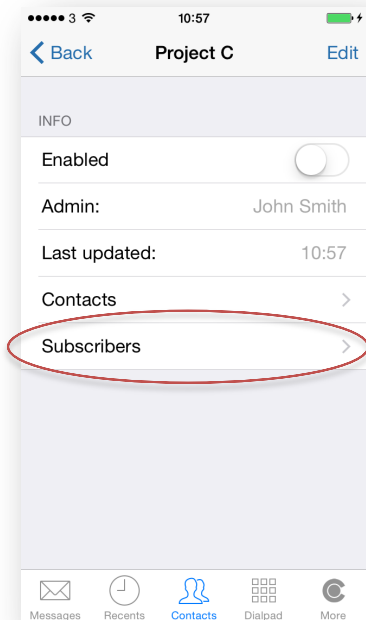 3 10:57
Back Project C Edit
INFO
Enabled
Admin: John Smith
Last updated: 10:57
Contacts
Subscribers
Messages Recents Contacts Dialpad More